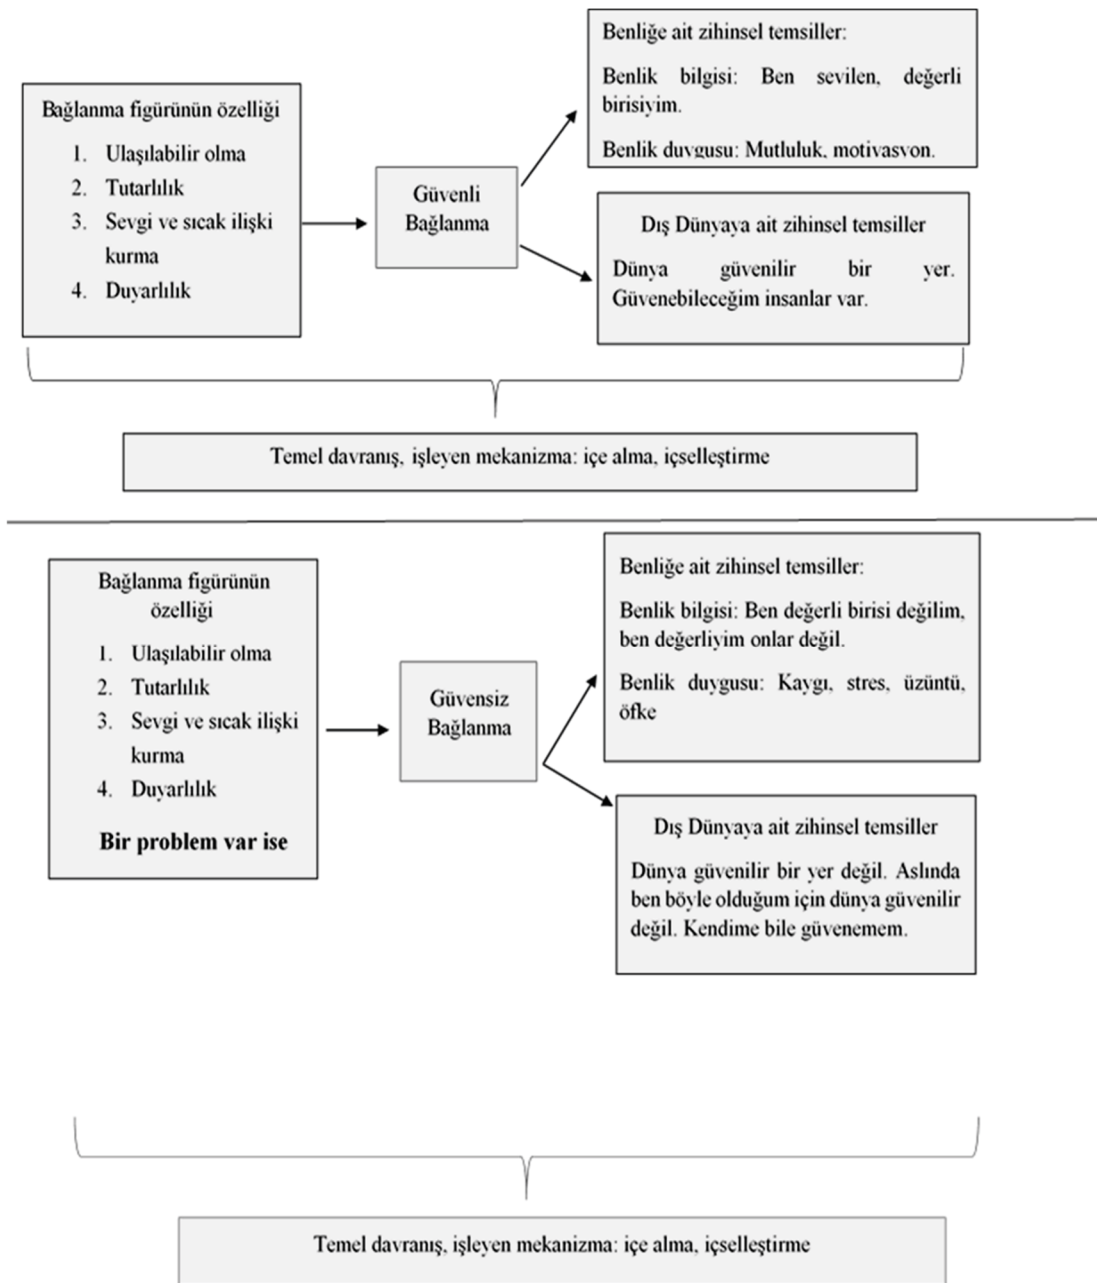 Bağlanma figürünün özelliği
1. Ulaşılabilir olma
2. Tutarlılık
3. Sevgi ve sıcak ilişki
kurma
4. Duyarlılık
Güvenli
Bağlanma
Benliğe ait zihinsel temsiller:
Benlik bilgisi: Ben sevilen, değerli
birisiyim.
Benlik duygusu: Mutluluk, motivasyon.
Dış Dünyaya ait zihinsel temsiller
Dünya güvenilir bir yer.
Güvenebileceğim insanlar var.
Temel davranış, işleyen mekanizma: içe alma, içselleştirme
Bağlanma figürünün
özelliği
1. Ulaşılabilir olma
2. Tutarlılık
3. Sevgi ve sıcak ilişki
kurma
4. Duyarlılık
Bir problem var ise
Güvensiz
Bağlanma
Benliğe ait zihinsel temsiller:
Benlik bilgisi: Ben değerli birisi değilim,
ben değerliyim onlar değil.
Benlik duygusu: Kaygı, stres, üzüntü,
öfke
Dış Dünyaya ait zihinsel temsiller
Dünya güvenilir bir yer değil. Aslında
ben böyle olduğum için dünya güvenilir
değil. Kendime bile güvenemem.
Temel davranış, işleyen mekanizma: içe alma, içselleştirme